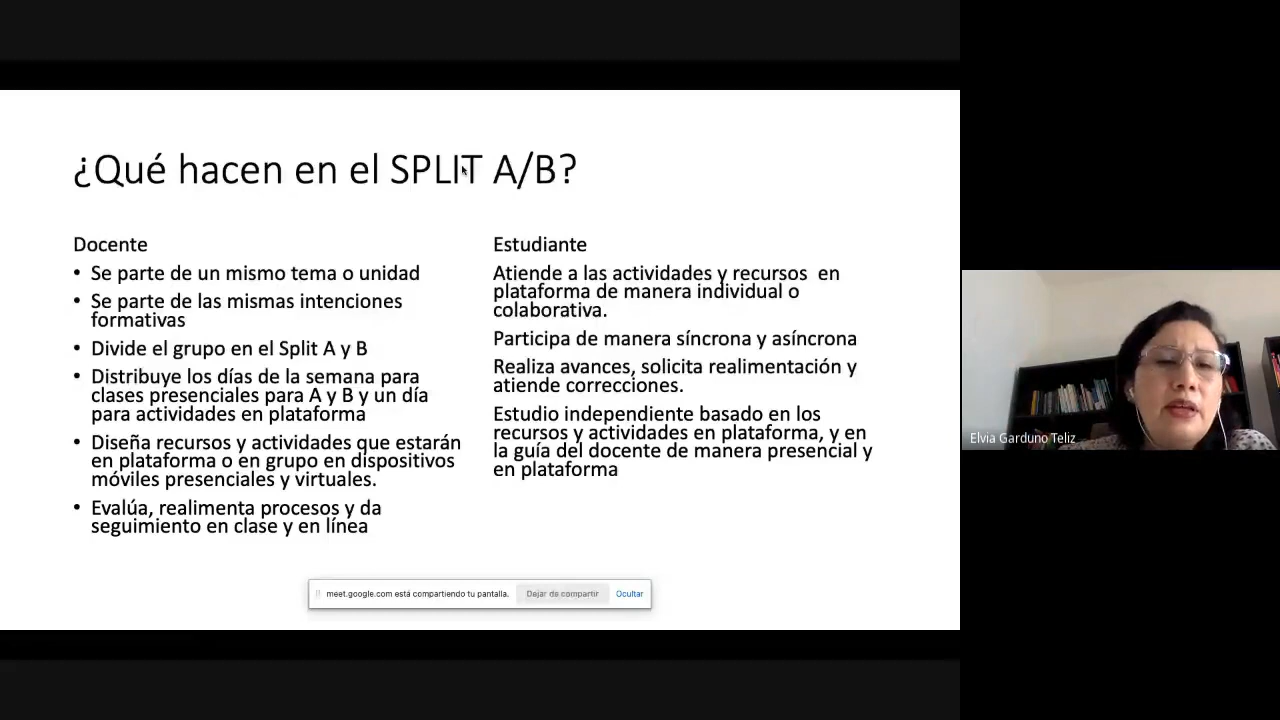 ¿Qué hacen en el SPLIT A/B?
Docente
• Se parte de un mismo tema o unidad
• Se parte de las mismas intenciones
formativas
• Divide el grupo en el Split A y B
• Distribuye los días de la semana para
clases presenciales para A y B y un día
para actividades en plataforma
• Diseña recursos y actividades que estarán
en plataforma o en grupo en dispositivos
móviles presenciales y virtuales.
• Evalúa, realimenta procesos y da
seguimiento en clase y en línea
Estudiante
Atiende a las actividades y recursos en
plataforma de manera individual o
colaborativa.
Participa de manera síncrona y asíncrona
Realiza avances, solicita realimentación y
atiende correcciones.
Estudio independiente basado en los
recursos y actividades en plataforma, y en
la guía del docente de manera presencial y
en plataforma
meet.google.com está compartiendo tu pantalla.
Dejar de compartir
Ocultar
Elvia Garduno Teliz